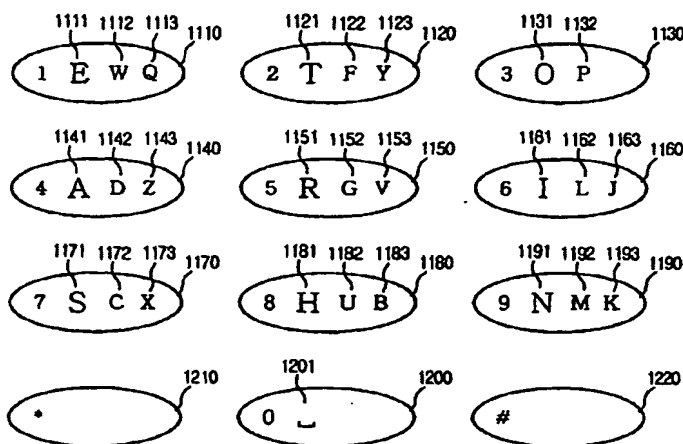 1111 1112 1113 1110 1121 1122 1123 1120 1131 1132 1130
1 E W Q 2 T F Y 3 O P
1141 1142 1143 1140 1151 1152 1153 1150 1181 1162 1163 1160
4 A D Z 5 R G V 6 I L J
1171 1172 1173 1170 1181 1182 1183 1180 1191 1192 1193 1190
7 S C X 8 H U B 9 N M K
1210 1201 1200 1220
* 0 ⎵ #